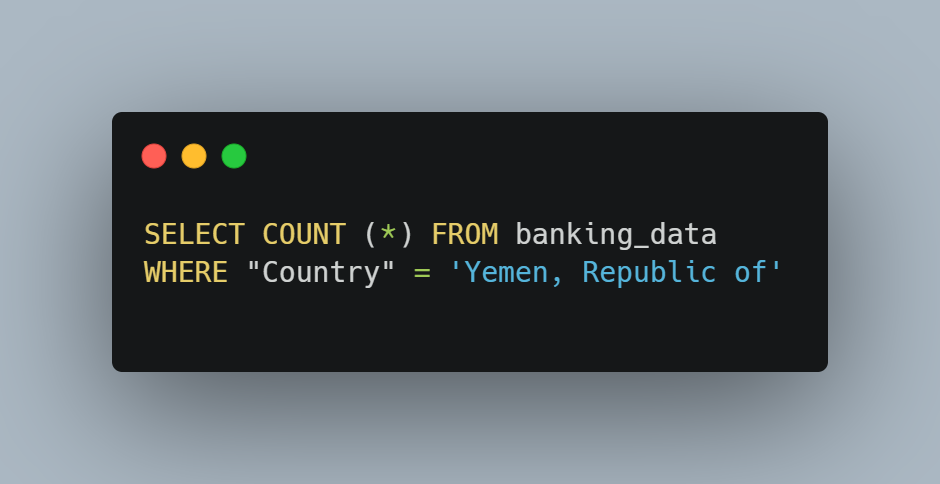 SELECT COUNT (*) FROM banking_data
WHERE "Country" = 'Yemen, Republic of'